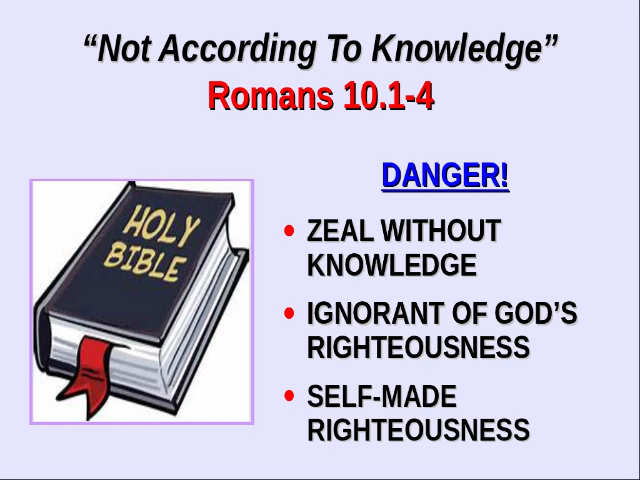 “Not According To Knowledge”
Romans 10.1-4
DANGER!
HOLY
BIBLE
• ZEAL WITHOUT
KNOWLEDGE
• IGNORANT OF GOD’S
RIGHTEOUSNESS
• SELF-MADE
RIGHTEOUSNESS